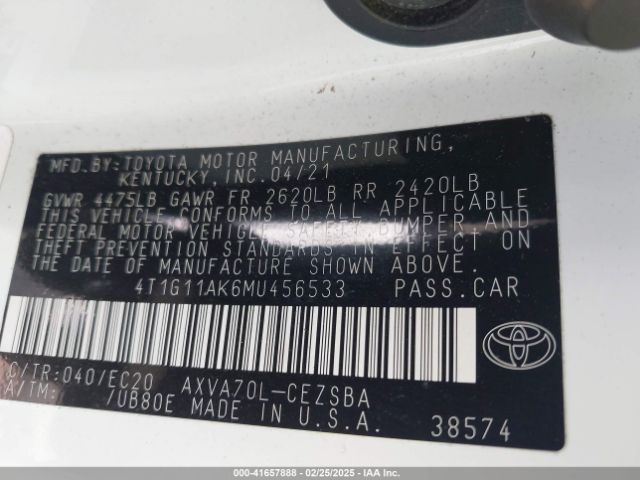 MFD.BY:TOYOTA MOTOR MANUFACTURING,
KENTUCKY, INC.04/21
GVWR 4475LB GAWR FR 2620LB RR 2420LB
THIS VEHICLE CONFORMS TO ALL APPLICABLE
FEDERAL MOTOR VEHICLE SAFETY, BUMPER,AND
THEFT PREVENTION STANDARDS IN EFFECT ON
THE DATE OF MANUFACTURE SHOWN ABOVE.
4T1G11AK6MU456533 PASS.CAR
C/TR:040/EC20 AXVA70L-CEZSBA
A/TM: /UB80E MADE IN U.S.A.
38574
TOYOTA
000-41657888 - 02/25/2025 - IAA Inc.